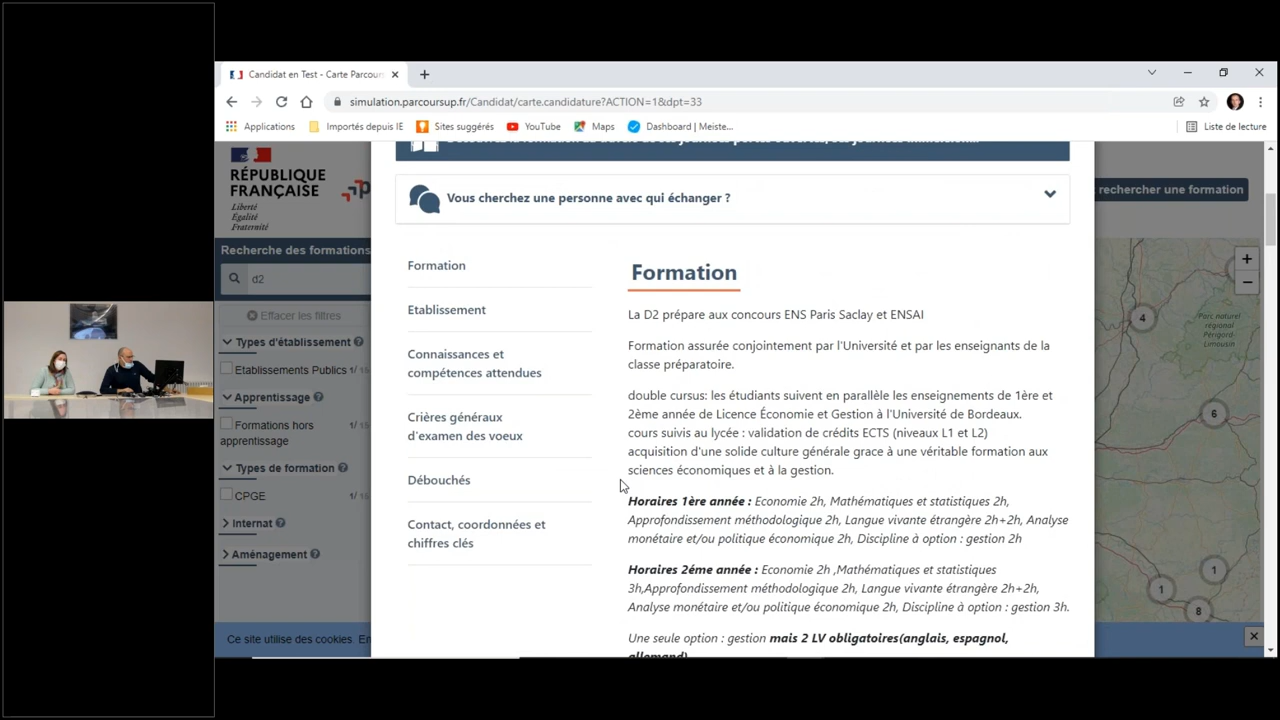 Candidat en Test - Carte Parcours
simulation.parcoursup.fr/Candidat/carte.candidature?ACTION=1&dpt=33
Applications
Importés depuis IE
Sites suggérés
YouTube
Maps
Dashboard | Meiste...
Liste de lecture
RÉPUBLIQUE
FRANÇAISE
Liberté
Égalité
Fraternité
Recherche des formations
d2
Effacer les filtres
Types d'établissement
Etablissements Publics 1/
Apprentissage
Formations hors 1/
apprentissage
Types de formation
CPGE 1/
Internat
Aménagement
Ce site utilise des cookies. En
Vous cherchez une personne avec qui échanger ?
Formation
Etablissement
Connaissances et
compétences attendues
Crières généraux
d'examen des voeux
Débouchés
Contact, coordonnées et
chiffres clés
Formation
La D2 prépare aux concours ENS Paris Saclay et ENSAI
Formation assurée conjointement par l'Université et par les enseignants de la
classe préparatoire.
double cursus: les étudiants suivent en parallèle les enseignements de 1ère et
2ème année de Licence Économie et Gestion à l'Université de Bordeaux.
cours suivis au lycée : validation de crédits ECTS (niveaux L1 et L2)
acquisition d'une solide culture générale grace à une véritable formation aux
sciences économiques et à la gestion.
Horaires 1ère année : Economie 2h, Mathématiques et statistiques 2h,
Approfondissement méthodologique 2h, Langue vivante étrangère 2h+2h, Analyse
monétaire et/ou politique économique 2h, Discipline à option : gestion 2h
Horaires 2éme année : Economie 2h ,Mathématiques et statistiques
3h,Approfondissement méthodologique 2h, Langue vivante étrangère 2h+2h,
Analyse monétaire et/ou politique économique 2h, Discipline à option : gestion 3h.
Une seule option : gestion mais 2 LV obligatoires(anglais, espagnol,
allemand)
rechercher une formation
+
−
4
Parc naturel
régional
Périgord-
Limousin
6
1
1
8